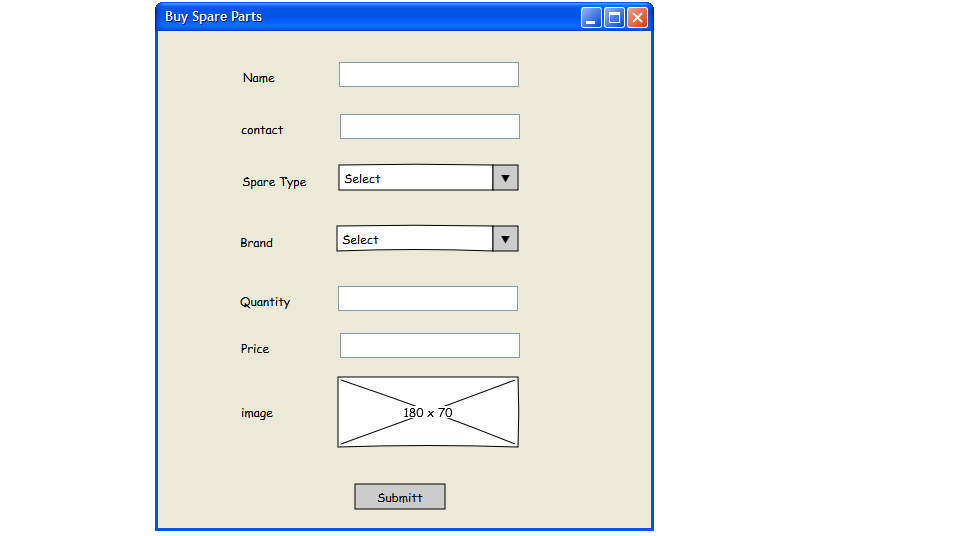 Buy Spare Parts
Name
contact
Spare Type Select
Brand Select
Quantity
Price
image 180 x 70
Submitt